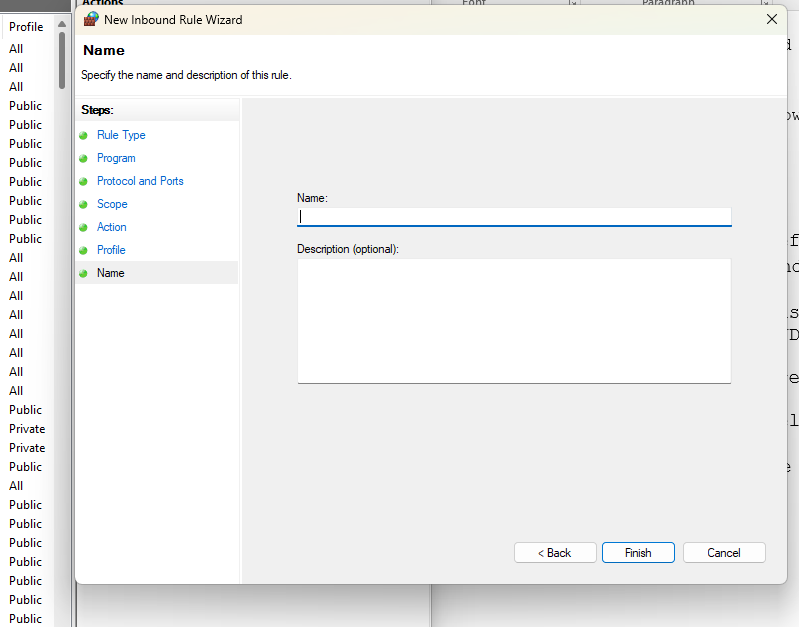 Actions
Font
Paragraph
New Inbound Rule Wizard
Name
Specify the name and description of this rule.
Steps:
Rule Type
Program
Protocol and Ports
Scope
Action
Profile
Name
Name:
Description (optional):
< Back
Finish
Cancel
Profile
All
All
All
Public
Public
Public
Public
Public
Public
Public
Public
All
All
All
All
All
All
All
All
Public
Private
Private
Public
All
Public
Public
Public
Public
Public
Public
Public